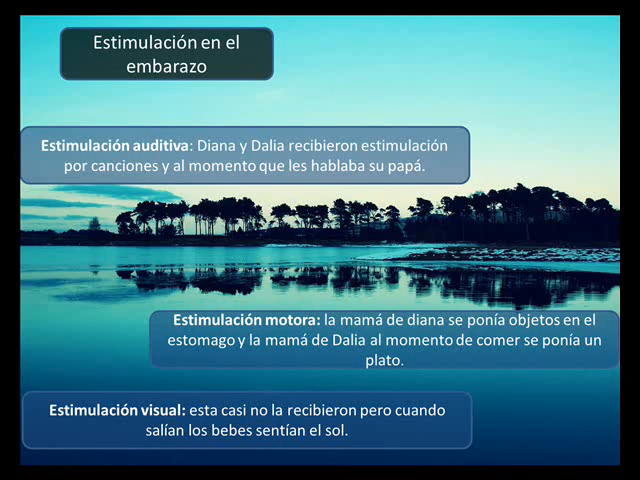 Estimulación en el
embarazo
Estimulación auditiva: Diana y Dalia recibieron estimulación
por canciones y al momento que les hablaba su papá.
Estimulación motora: la mamá de diana se ponía objetos en el
estomago y la mamá de Dalia al momento de comer se ponía un
plato.
Estimulación visual: esta casi no la recibieron pero cuando
salían los bebes sentían el sol.